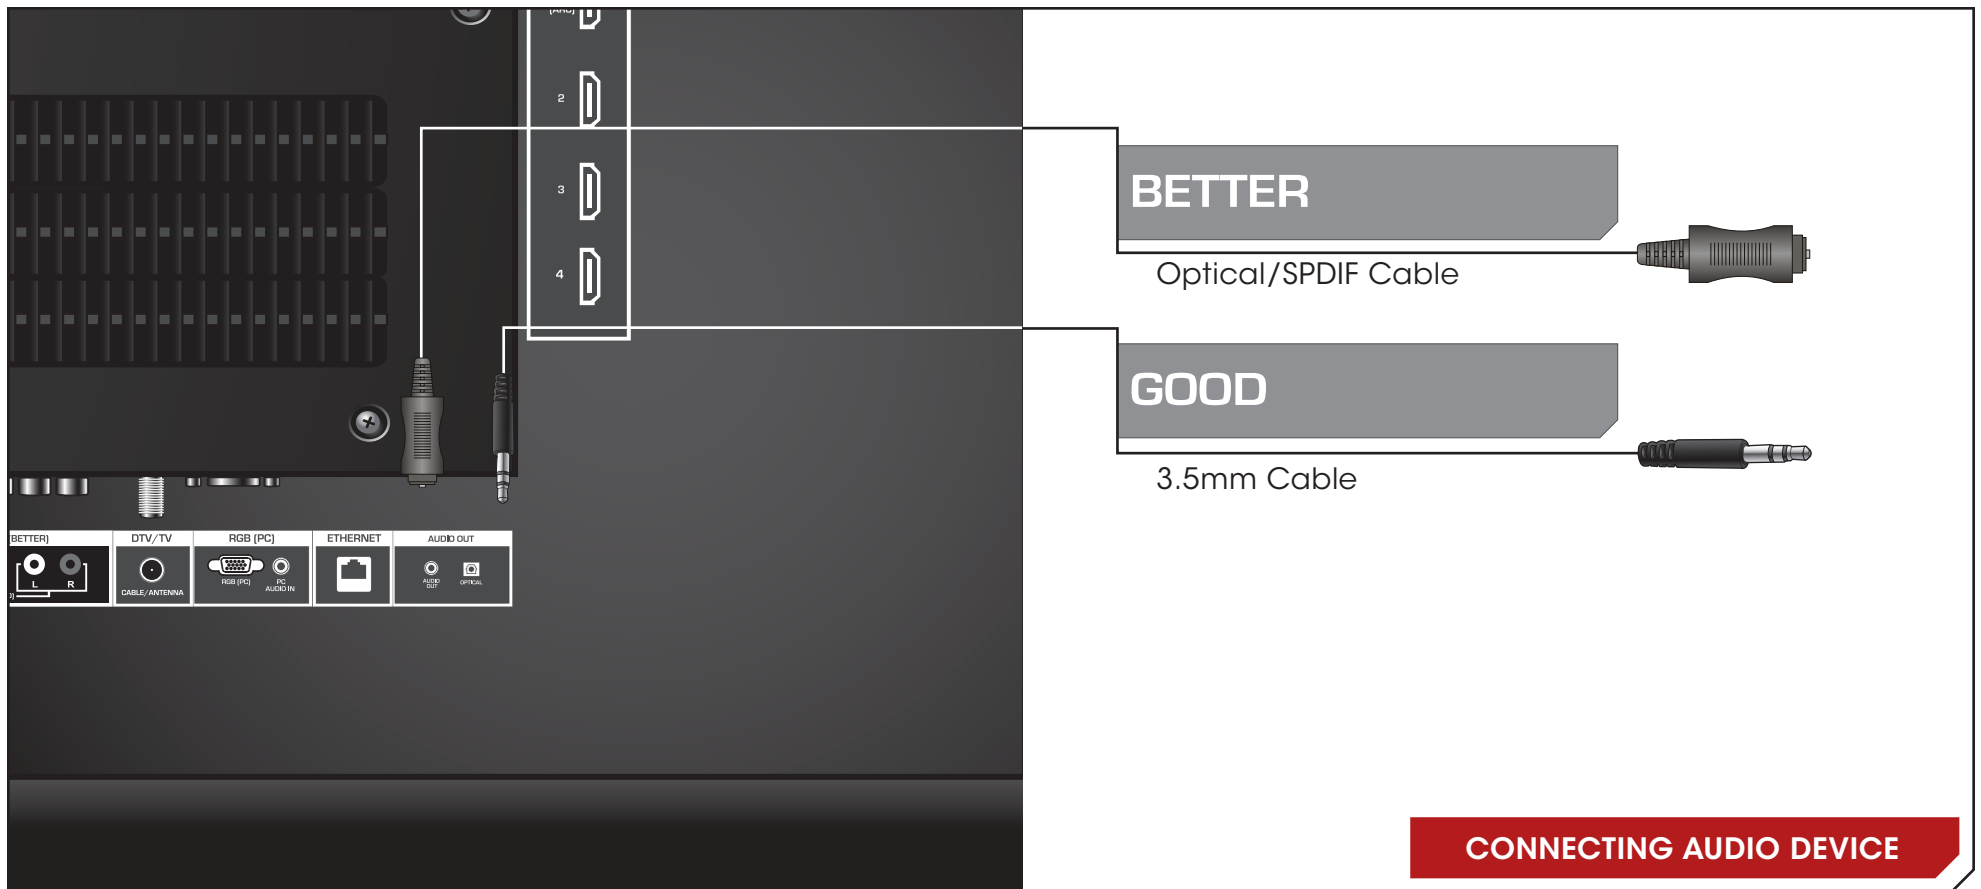 (ARC)
2
3
4
BETTER
Optical/SPDIF Cable
GOOD
3.5mm Cable
BETTER) DTV/TV RGB (PC) ETHERNET AUDIO OUT
L R
CABLE/ANTENNA
RGB (PC)
PC
AUDIO IN
AUDIO
OUT
OPTICAL
CONNECTING AUDIO DEVICE